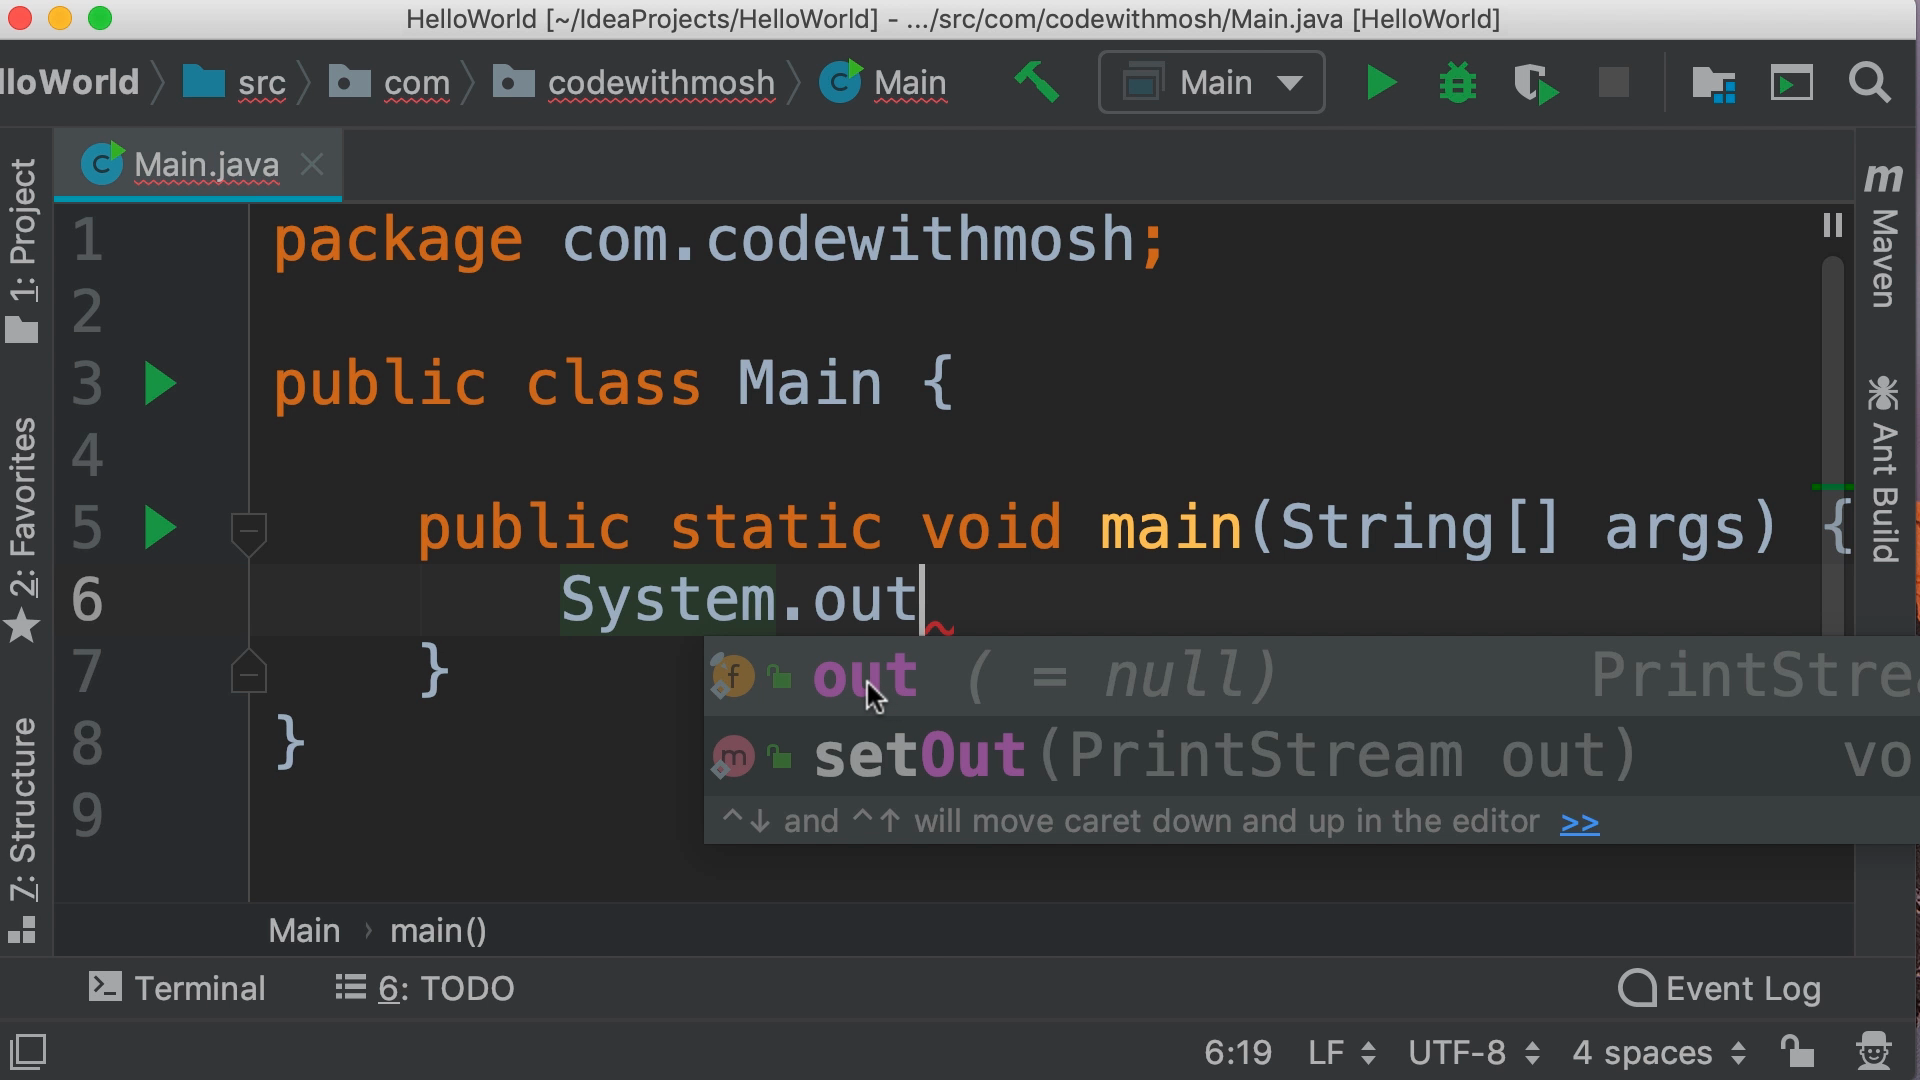 HelloWorld [~/IdeaProjects/HelloWorld] - .../src/com/codewithmosh/Main.java [HelloWorld]
lloWorld src com codewithmosh Main Main
Main.java
1: Project
2: Favorites
7: Structure
m Maven
Ant Build
1 package com.codewithmosh;
2
3 public class Main {
4
5 public static void main(String[] args) {
6 System.out
7 }
8 }
9
out ( = null) PrintStrea
setOut(PrintStream out) vo
^↓ and ^↑ will move caret down and up in the editor >>
Main › main()
Terminal 6: TODO Event Log
6:19 LF UTF-8 4 spaces